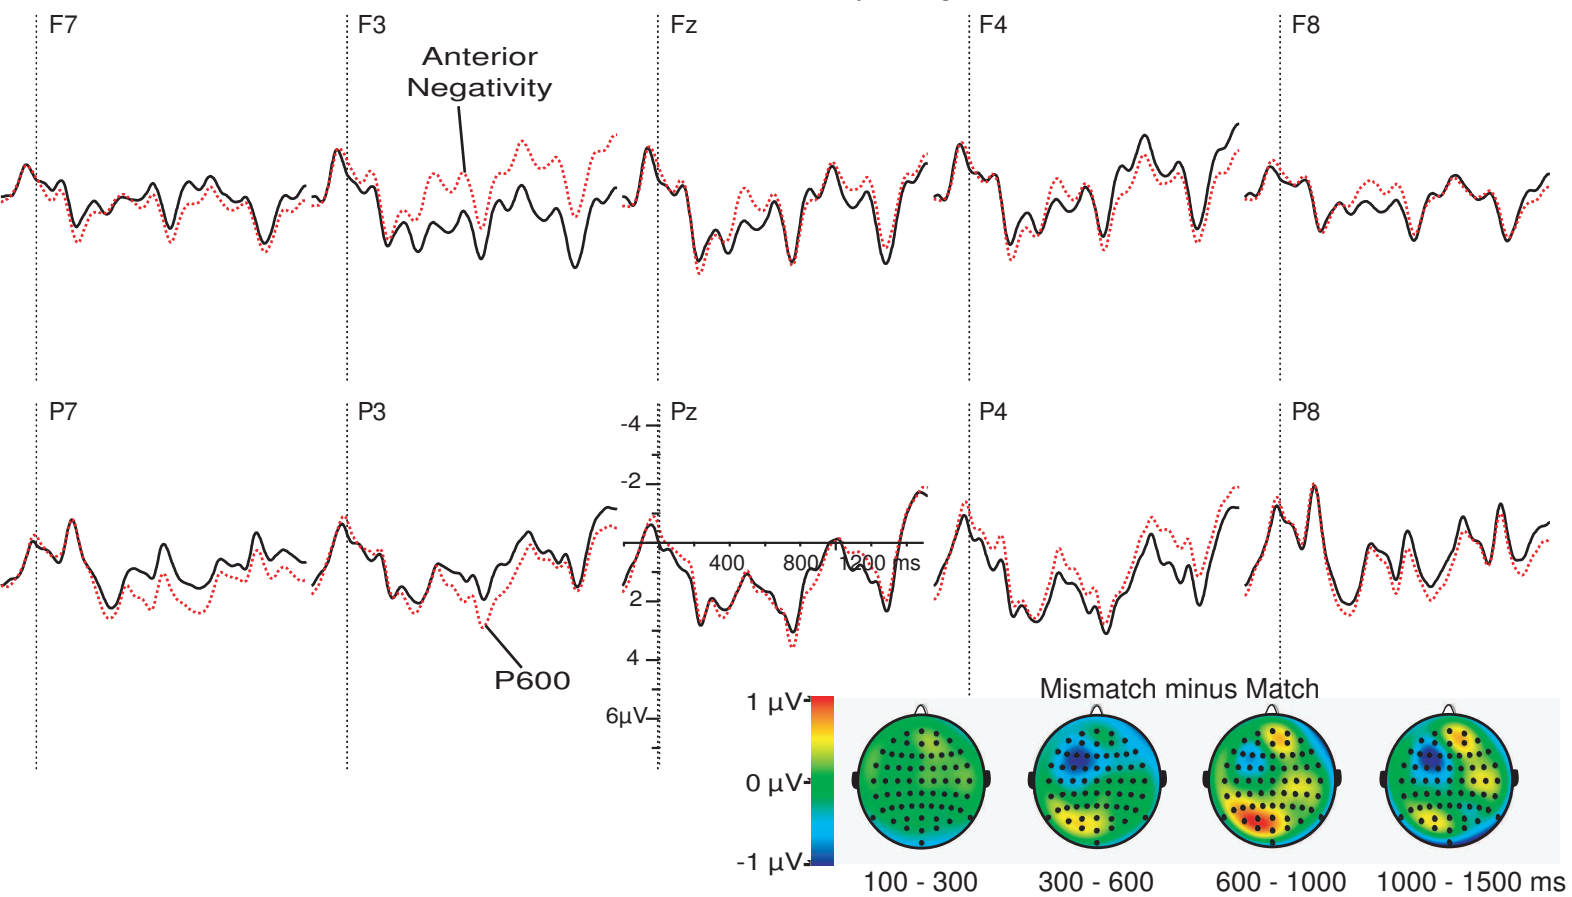 F7
F3
Fz
F4
F8
Anterior
Negativity
P7
P3
Pz
P4
P8
-4
-2
400
800
1200 ms
2
4
6µV
P600
Mismatch minus Match
1 µV
0 µV
-1 µV
100 - 300
300 - 600
600 - 1000
1000 - 1500 ms